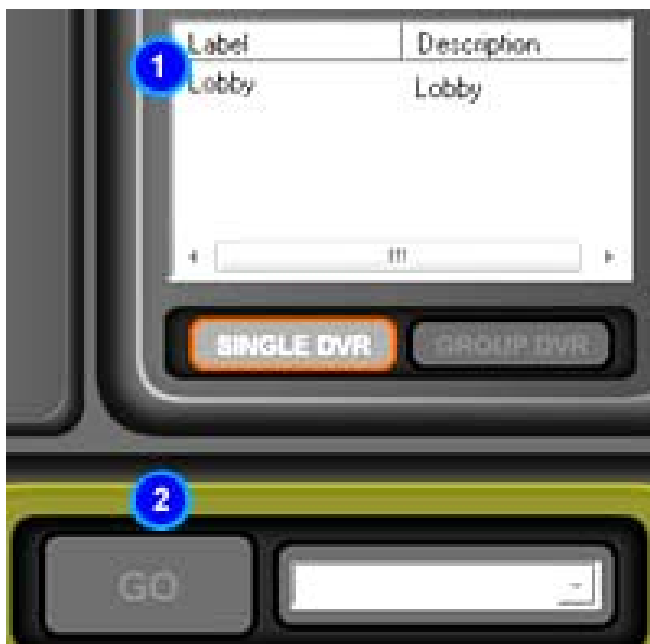 Label Description
1
Lobby Lobby
SINGLE DVR GROUP DVR
2
GO